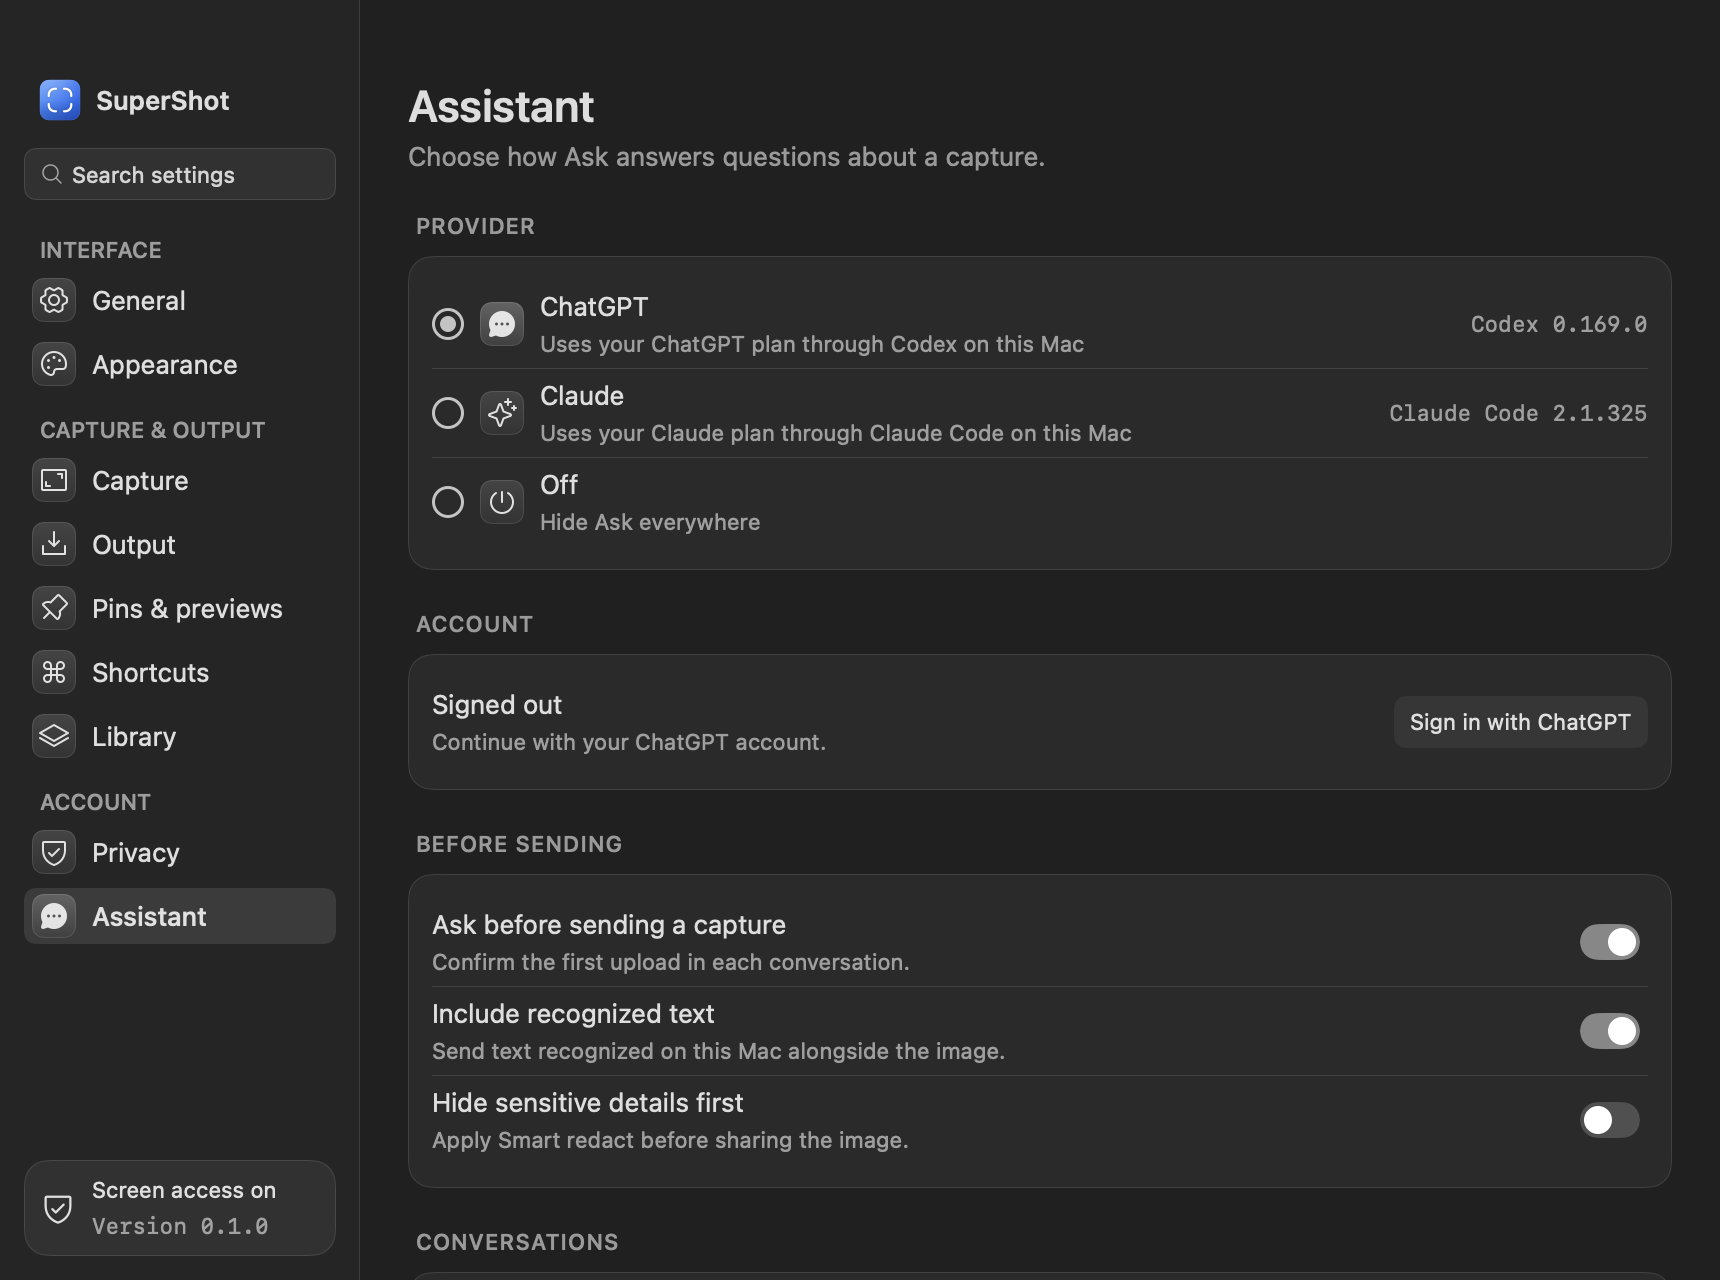 SuperShot
Search settings
INTERFACE
General
Appearance
CAPTURE & OUTPUT
Capture
Output
Pins & previews
Shortcuts
Library
ACCOUNT
Privacy
Assistant
Screen access on
Version 0.1.0
Assistant
Choose how Ask answers questions about a capture.
PROVIDER
ChatGPT
Uses your ChatGPT plan through Codex on this Mac
Codex 0.169.0
Claude
Uses your Claude plan through Claude Code on this Mac
Claude Code 2.1.325
Off
Hide Ask everywhere
ACCOUNT
Signed out
Continue with your ChatGPT account.
Sign in with ChatGPT
BEFORE SENDING
Ask before sending a capture
Confirm the first upload in each conversation.
Include recognized text
Send text recognized on this Mac alongside the image.
Hide sensitive details first
Apply Smart redact before sharing the image.
CONVERSATIONS